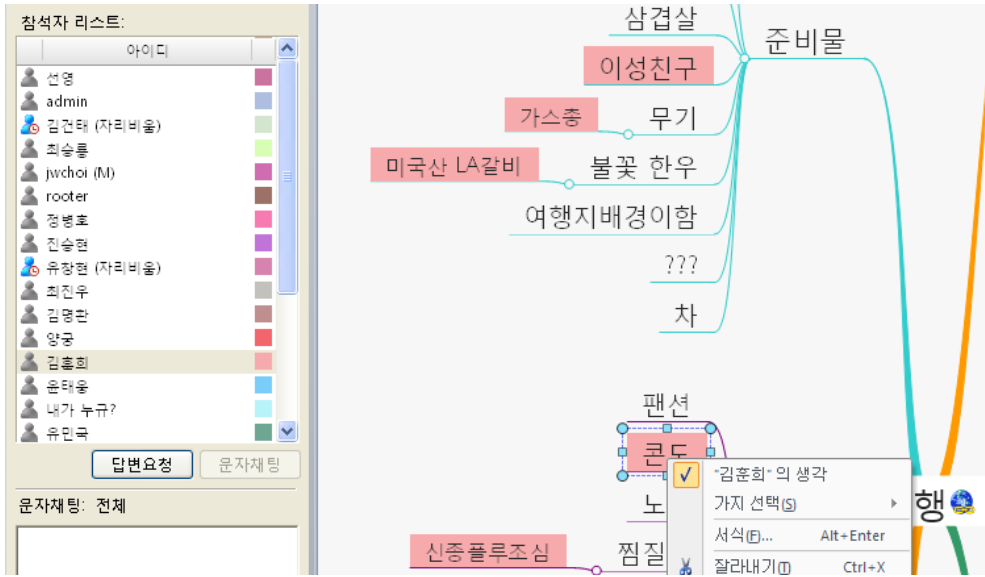 참석자 리스트:
아이디
선영
admin
김건태 (자리비움)
최승룡
jwchoi (M)
rooter
정병호
진승현
유창현 (자리비움)
최진우
김명환
양궁
김훈희
윤태웅
내가 누규?
유민국
답변요청
문자채팅
문자채팅: 전체
삼겹살
준비물
이성친구
가스총
무기
미국산 LA갈비
불꽃 한우
여행지배경이함
???
차
팬션
콘도
"김훈희" 의 생각
가지 선택(S)
노
행
서식(F)... Alt+Enter
신종플루조심
찜질
잘라내기(T) Ctrl+X